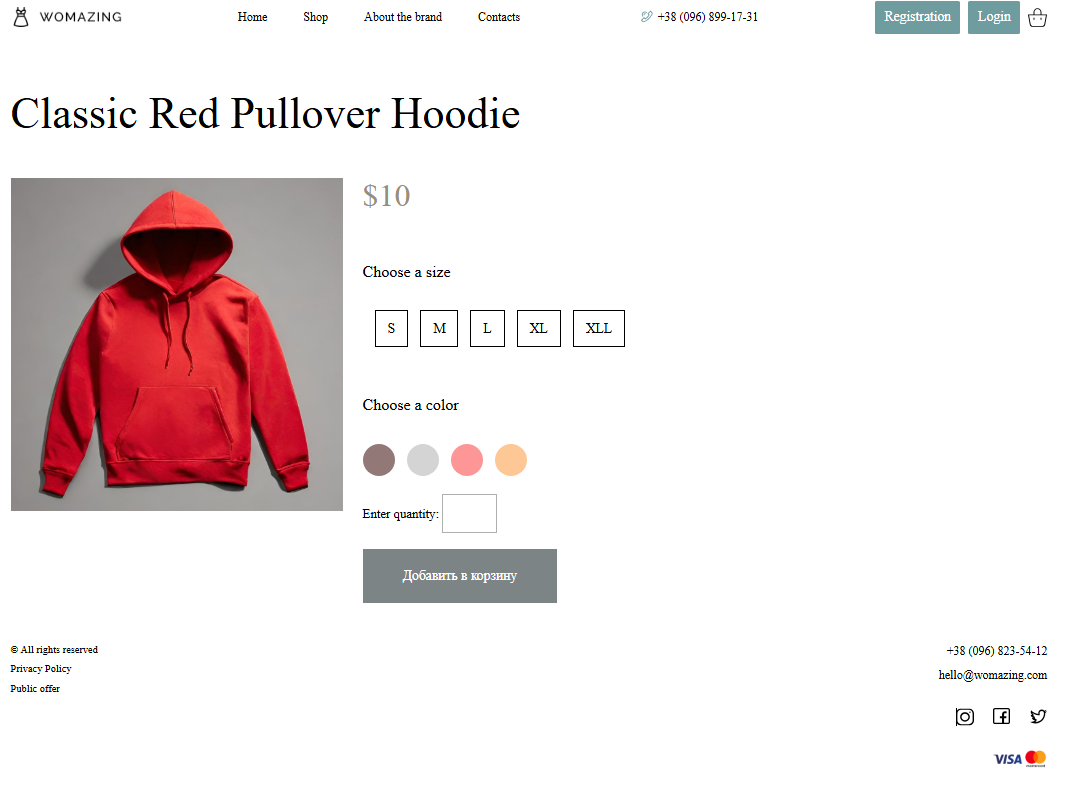 WOMAZING Home Shop About the brand Contacts +38 (096) 899-17-31 Registration Login
Classic Red Pullover Hoodie
$10
Choose a size
S M L XL XLL
Choose a color
Enter quantity:
Добавить в корзину
© All rights reserved
Privacy Policy
Public offer
+38 (096) 823-54-12
hello@womazing.com
VISA